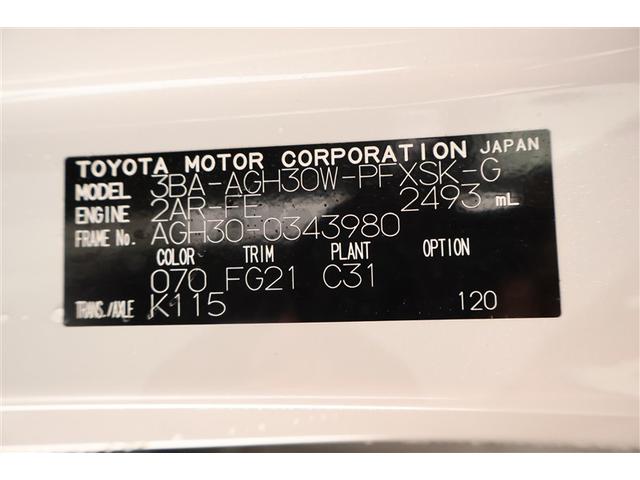 TOYOTA MOTOR CORPORATION JAPAN
MODEL 3BA-AGH30W-PFXSK-G
ENGINE 2AR-FE 2493 mL
FRAME No. AGH30-0343980
COLOR TRIM PLANT OPTION
070 FG21 C31
TRANS./AXLE K115 120